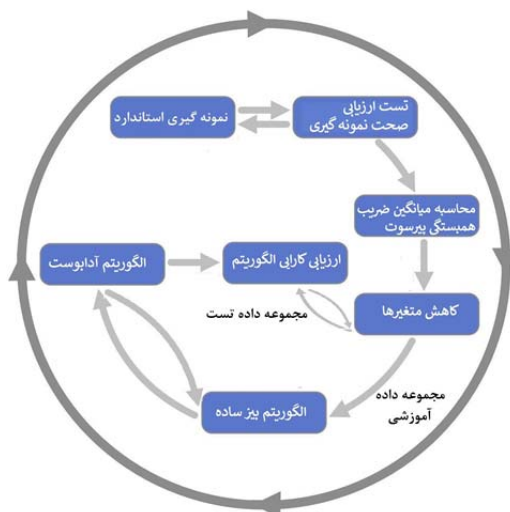 تست ارزیابی
صحت نمونه گیری
نمونه گیری استاندارد
محاسبه میانگین ضریب
همبستگی پیرسوت
ارزیابی کارایی الگوریتم
الگوریتم آدابوست
کاهش متغیرها
مجموعه داده تست
مجموعه داده
آموزشی
الگوریتم بیز ساده